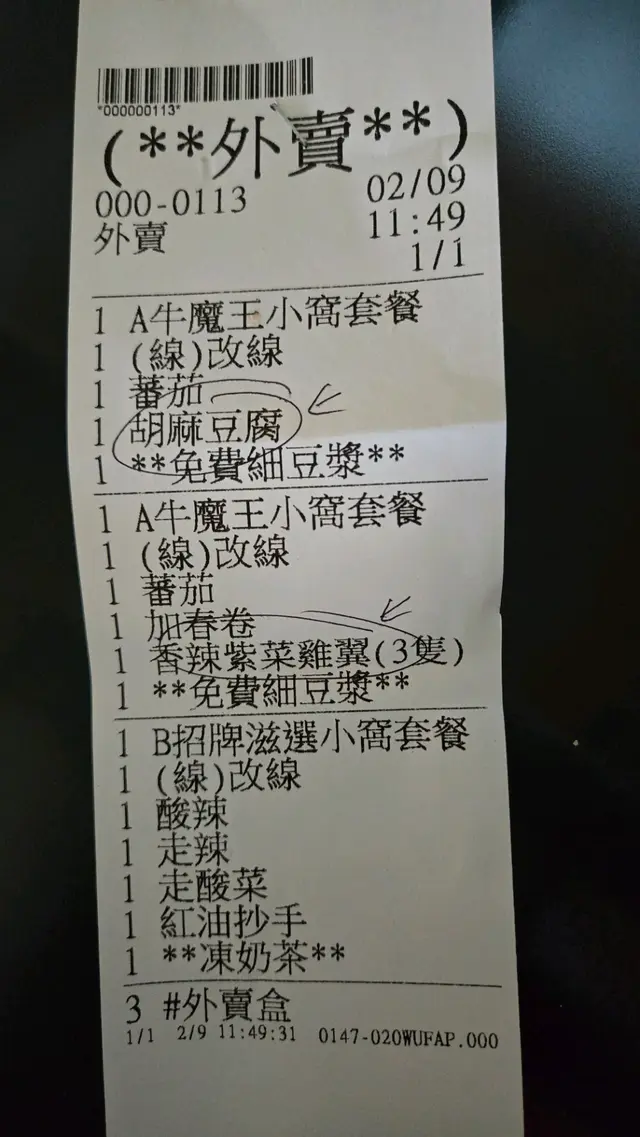 *000000113*
(**外賣**)
000-0113 02/09
外賣 11:49
1/1
1 A牛魔王小窩套餐
1 (線)改線
1 蕃茄
1 胡麻豆腐
1 **免費細豆漿**
1 A牛魔王小窩套餐
1 (線)改線
1 蕃茄
1 加春卷
1 香辣紫菜雞翼(3隻)
1 **免費細豆漿**
1 B招牌滋選小窩套餐
1 (線)改線
1 酸辣
1 走辣
1 走酸菜
1 紅油抄手
1 **凍奶茶**
3 #外賣盒
1/1 2/9 11:49:31 0147-020WUFAP.000